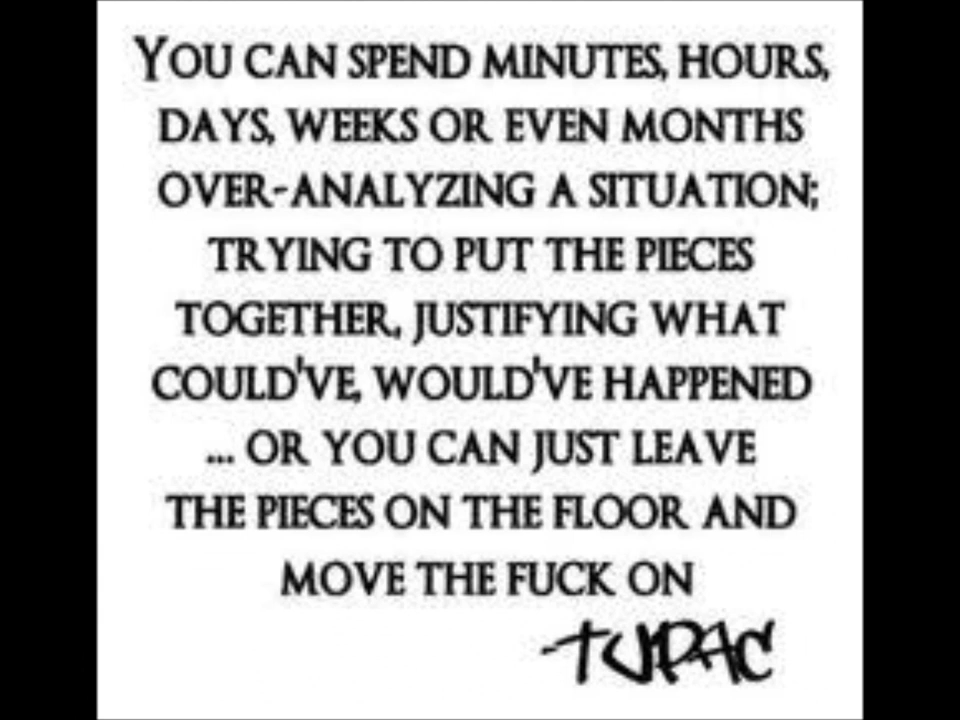 YOU CAN SPEND MINUTES, HOURS,
DAYS, WEEKS OR EVEN MONTHS
OVER-ANALYZING A SITUATION;
TRYING TO PUT THE PIECES
TOGETHER, JUSTIFYING WHAT
COULD'VE, WOULD'VE HAPPENED
... OR YOU CAN JUST LEAVE
THE PIECES ON THE FLOOR AND
MOVE THE FUCK ON
-TUPAC